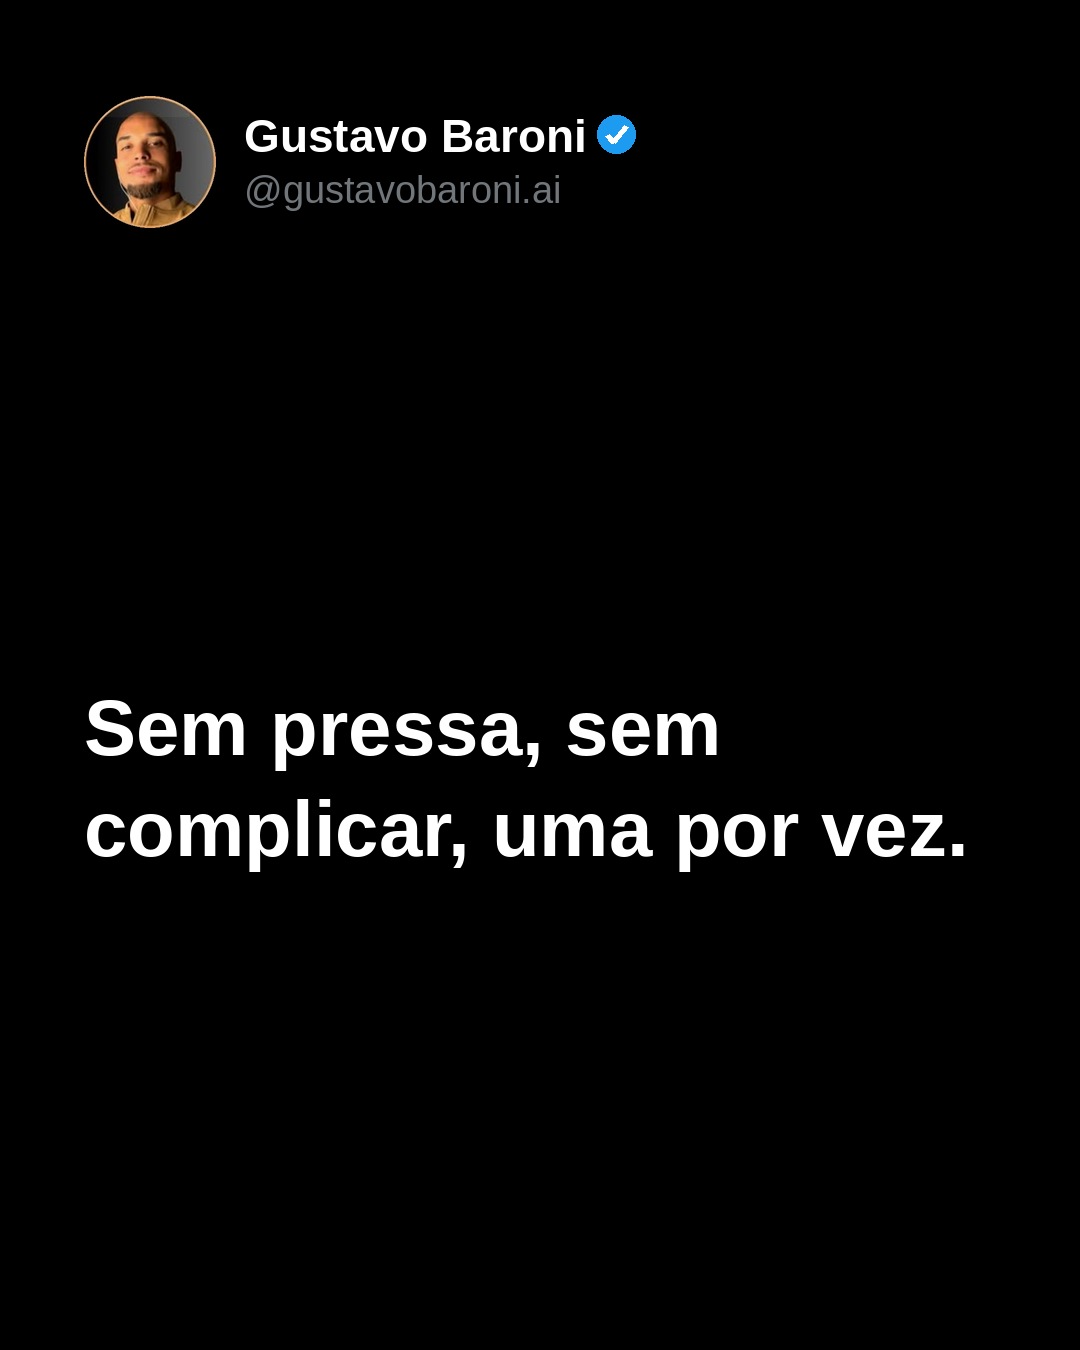 Gustavo Baroni
@gustavobaroni.ai
Sem pressa, sem
complicar, uma por vez.